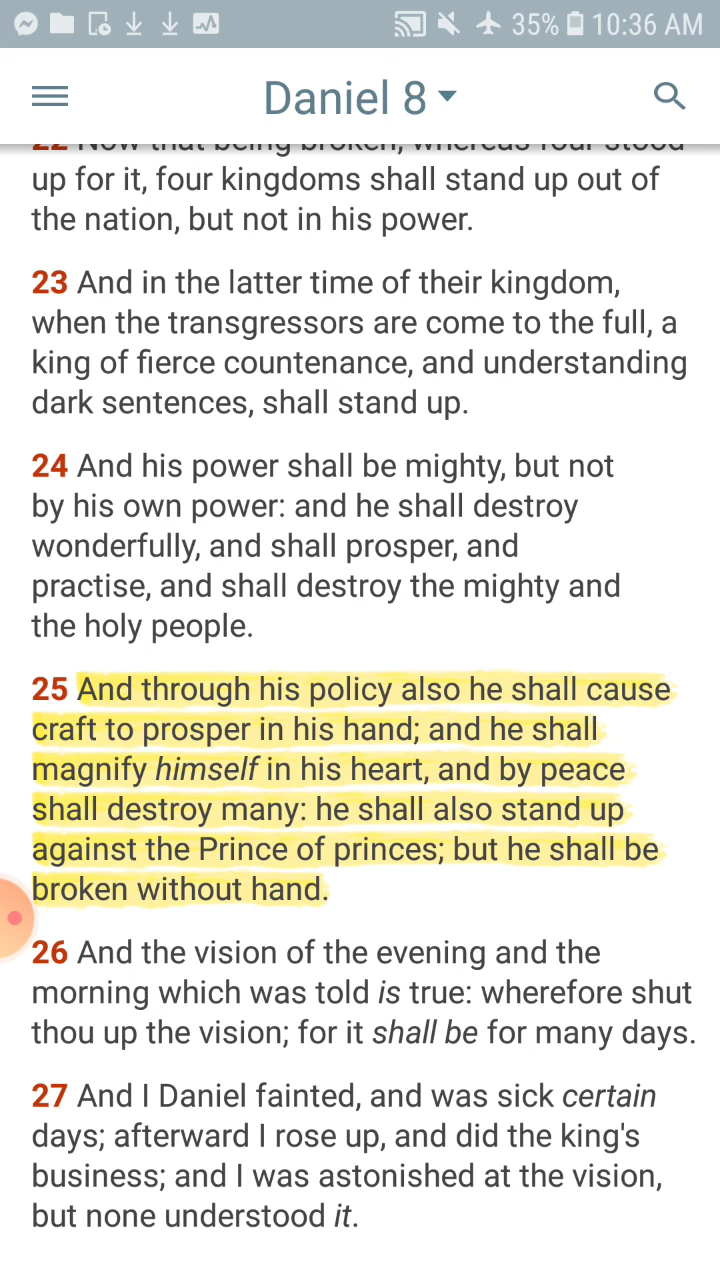 35% 10:36 AM
Daniel 8
22 Now that being broken, whereas four stood
up for it, four kingdoms shall stand up out of
the nation, but not in his power.
23 And in the latter time of their kingdom,
when the transgressors are come to the full, a
king of fierce countenance, and understanding
dark sentences, shall stand up.
24 And his power shall be mighty, but not
by his own power: and he shall destroy
wonderfully, and shall prosper, and
practise, and shall destroy the mighty and
the holy people.
25 And through his policy also he shall cause
craft to prosper in his hand; and he shall
magnify himself in his heart, and by peace
shall destroy many: he shall also stand up
against the Prince of princes; but he shall be
broken without hand.
26 And the vision of the evening and the
morning which was told is true: wherefore shut
thou up the vision; for it shall be for many days.
27 And I Daniel fainted, and was sick certain
days; afterward I rose up, and did the king's
business; and I was astonished at the vision,
but none understood it.